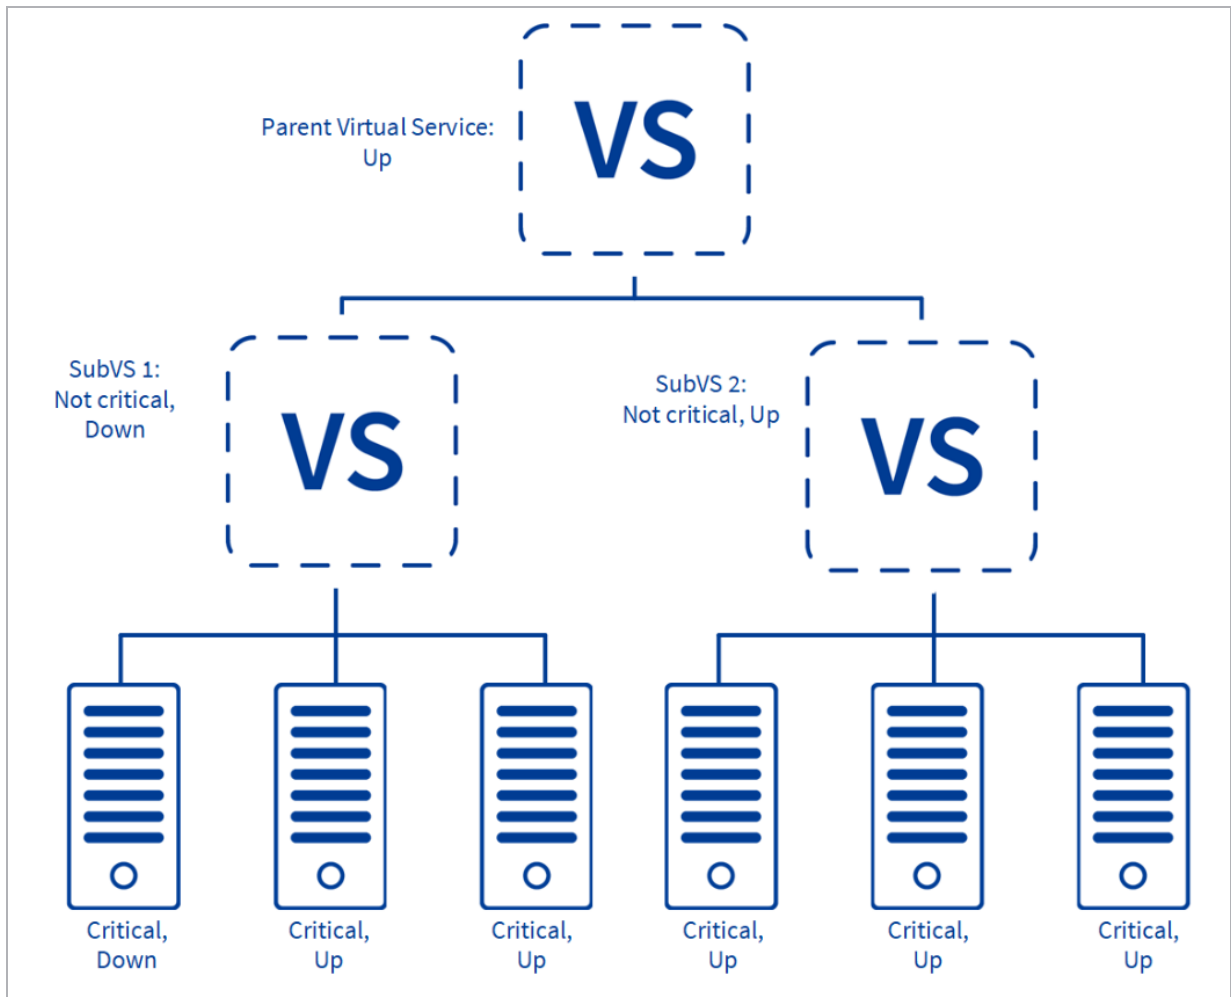 VS
Parent Virtual Service:
Up
SubVS 1:
Not critical,
Down
VS
SubVS 2:
Not critical, Up
VS
Critical,
Down
Critical,
Up
Critical,
Up
Critical,
Up
Critical,
Up
Critical,
Up